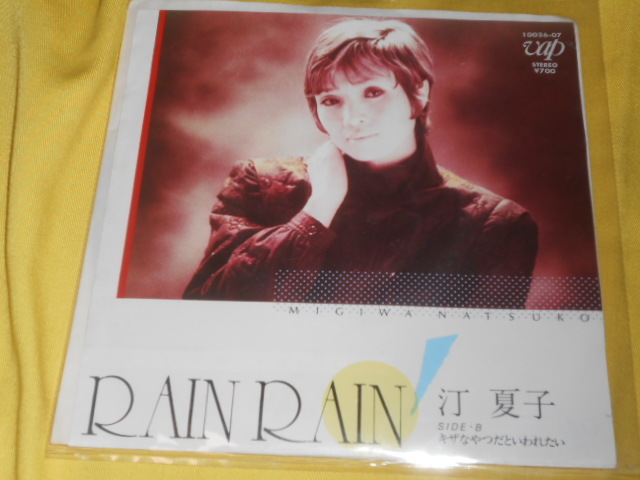 10036-07
vap
STEREO
¥700
MIGIWA NATSUKO
RAIN RAIN
汀 夏子
SIDE・B
キザなやつだといわれたい